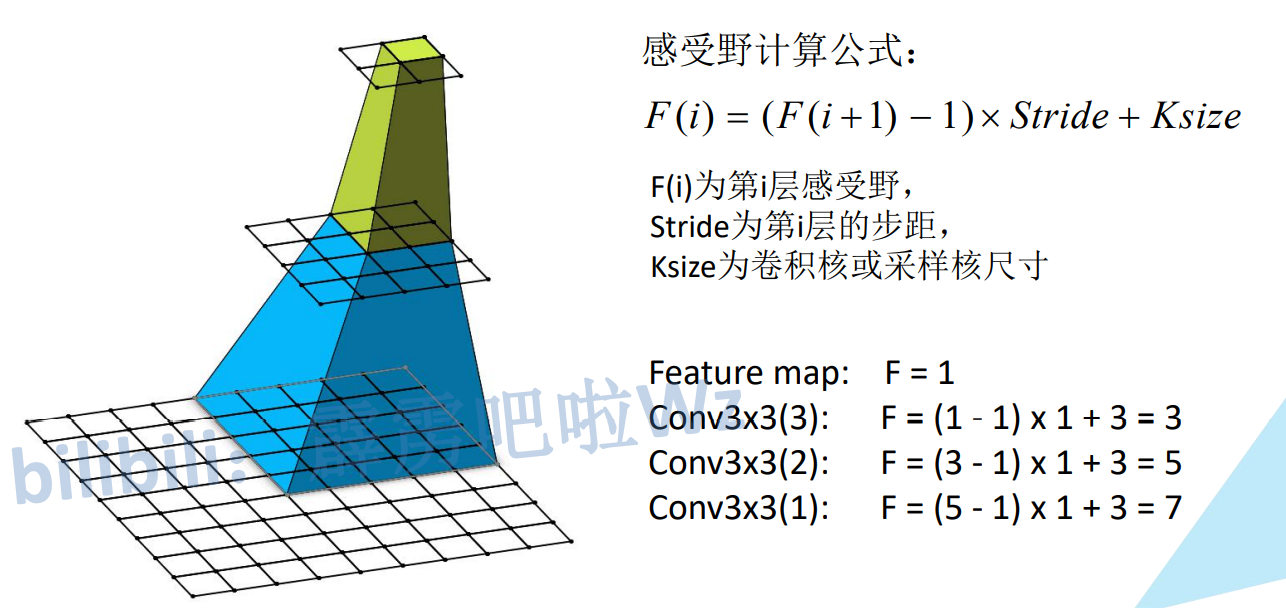 感受野计算公式：
F(i) = (F(i+1) − 1) × Stride + Ksize
F(i)为第i层感受野，
Stride为第i层的步距，
Ksize为卷积核或采样核尺寸
Feature map: F = 1
Conv3x3(3): F = (1 - 1) x 1 + 3 = 3
Conv3x3(2): F = (3 - 1) x 1 + 3 = 5
Conv3x3(1): F = (5 - 1) x 1 + 3 = 7
bilibili: 霹雳吧啦Wz